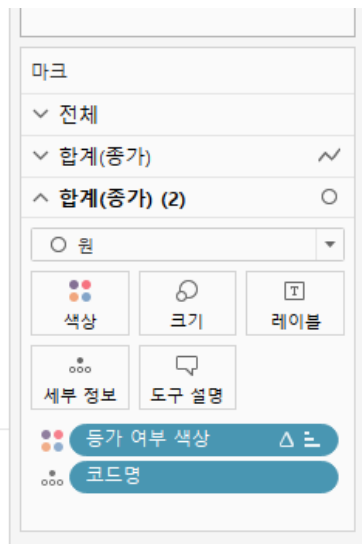 마크
전체
합계(종가)
합계(종가) (2)
원
색상
크기
T
레이블
세부 정보
도구 설명
등가 여부 색상
코드명